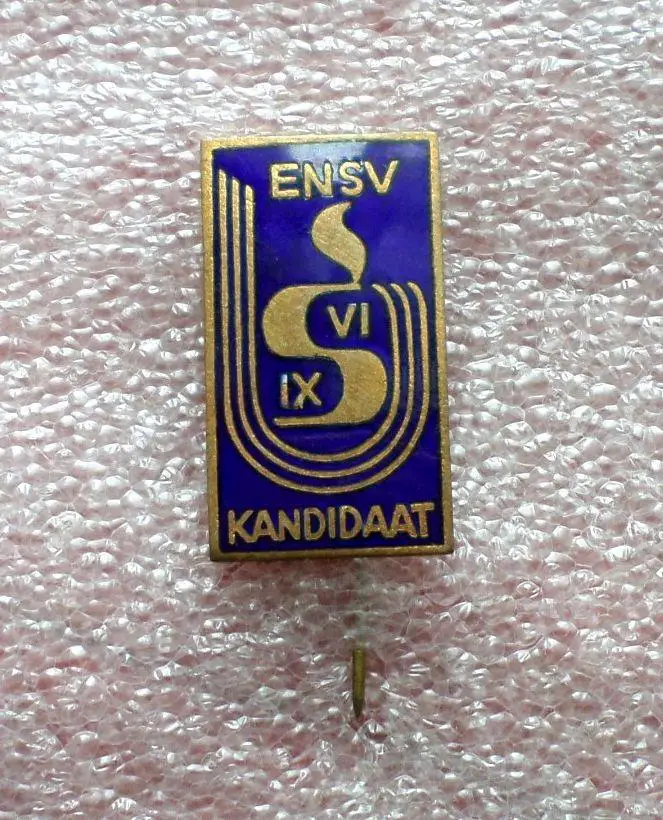 ENSV
VI
IX
KANDIDAAT